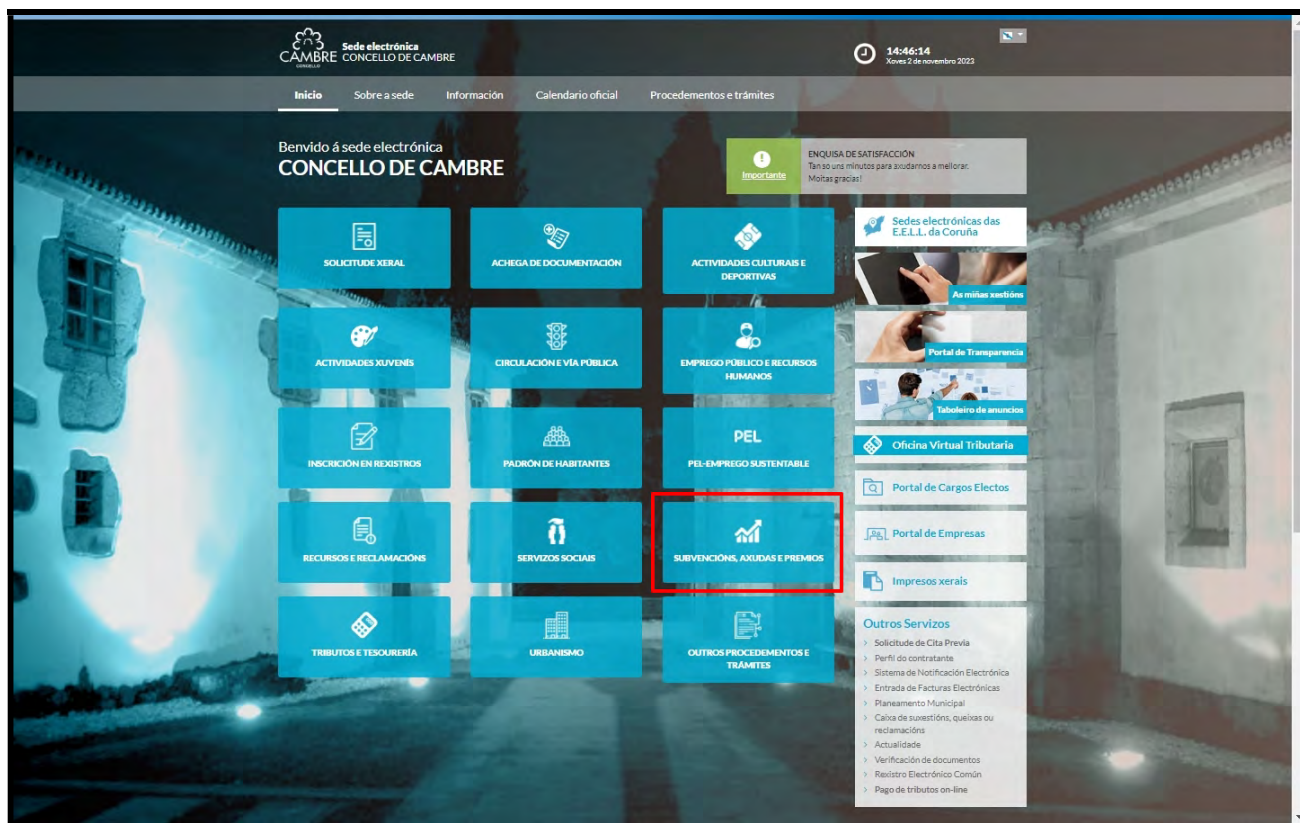 CAMBRE
CONCELLO
Sede electrónica
CONCELLO DE CAMBRE
14:46:14
Xoves 2 de novembro 2023
Inicio
Sobre a sede
Información
Calendario oficial
Procedementos e trámites
Benvido á sede electrónica
CONCELLO DE CAMBRE
Importante
ENQUISA DE SATISFACCIÓN
Tan so uns minutos para axudarnos a mellorar.
Moitas gracias!
SOLICITUDE XERAL
ACHEGA DE DOCUMENTACIÓN
ACTIVIDADES CULTURAIS E
DEPORTIVAS
ACTIVIDADES XUVENÍS
CIRCULACIÓN E VÍA PÚBLICA
EMPREGO PÚBLICO E RECURSOS
HUMANOS
INSCRICIÓN EN REXISTROS
PADRÓN DE HABITANTES
PEL
PEL-EMPREGO SUSTENTABLE
RECURSOS E RECLAMACIÓNS
SERVIZOS SOCIAIS
SUBVENCIÓNS, AXUDAS E PREMIOS
TRIBUTOS E TESOURERÍA
URBANISMO
OUTROS PROCEDEMENTOS E
TRÁMITES
Sedes electrónicas das
E.E.L.L. da Coruña
As miñas xestións
Portal de Transparencia
Taboleiro de anuncios
Oficina Virtual Tributaria
Portal de Cargos Electos
Portal de Empresas
Impresos xerais
Outros Servizos
Solicitude de Cita Previa
Perfil do contratante
Sistema de Notificación Electrónica
Entrada de Facturas Electrónicas
Planeamento Municipal
Caixa de suxestións, queixas ou
reclamacións
Actualidade
Verificación de documentos
Rexistro Electrónico Común
Pago de tributos on-line